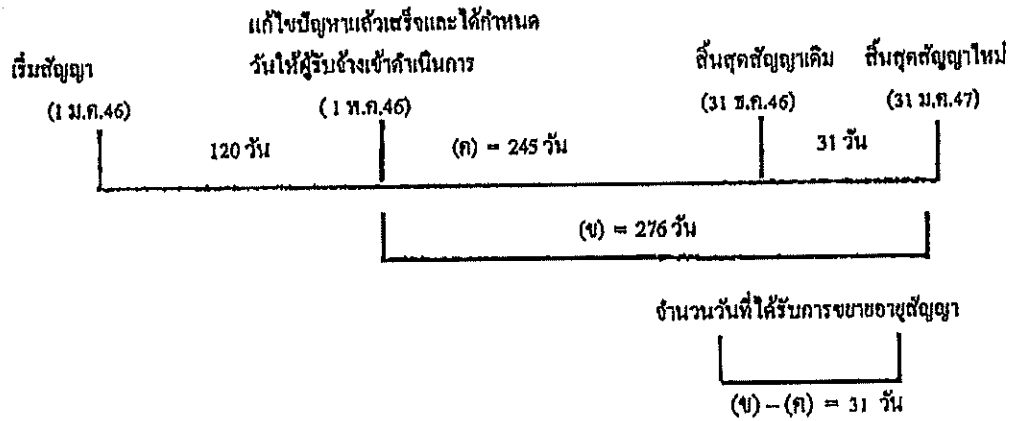 แก้ไขปัญหาแล้วเสร็จและได้กำหนด
เริ่มสัญญา วันให้ผู้รับจ้างเข้าดำเนินการ สิ้นสุดสัญญาเดิม สิ้นสุดสัญญาใหม่
(1 ม.ค.46) (1 พ.ค.46) (31 ธ.ค.46) (31 ม.ค.47)
120 วัน (ค) = 245 วัน 31 วัน
(ข) = 276 วัน
จำนวนวันที่ได้รับการขยายอายุสัญญา
(ข) – (ค) = 31 วัน